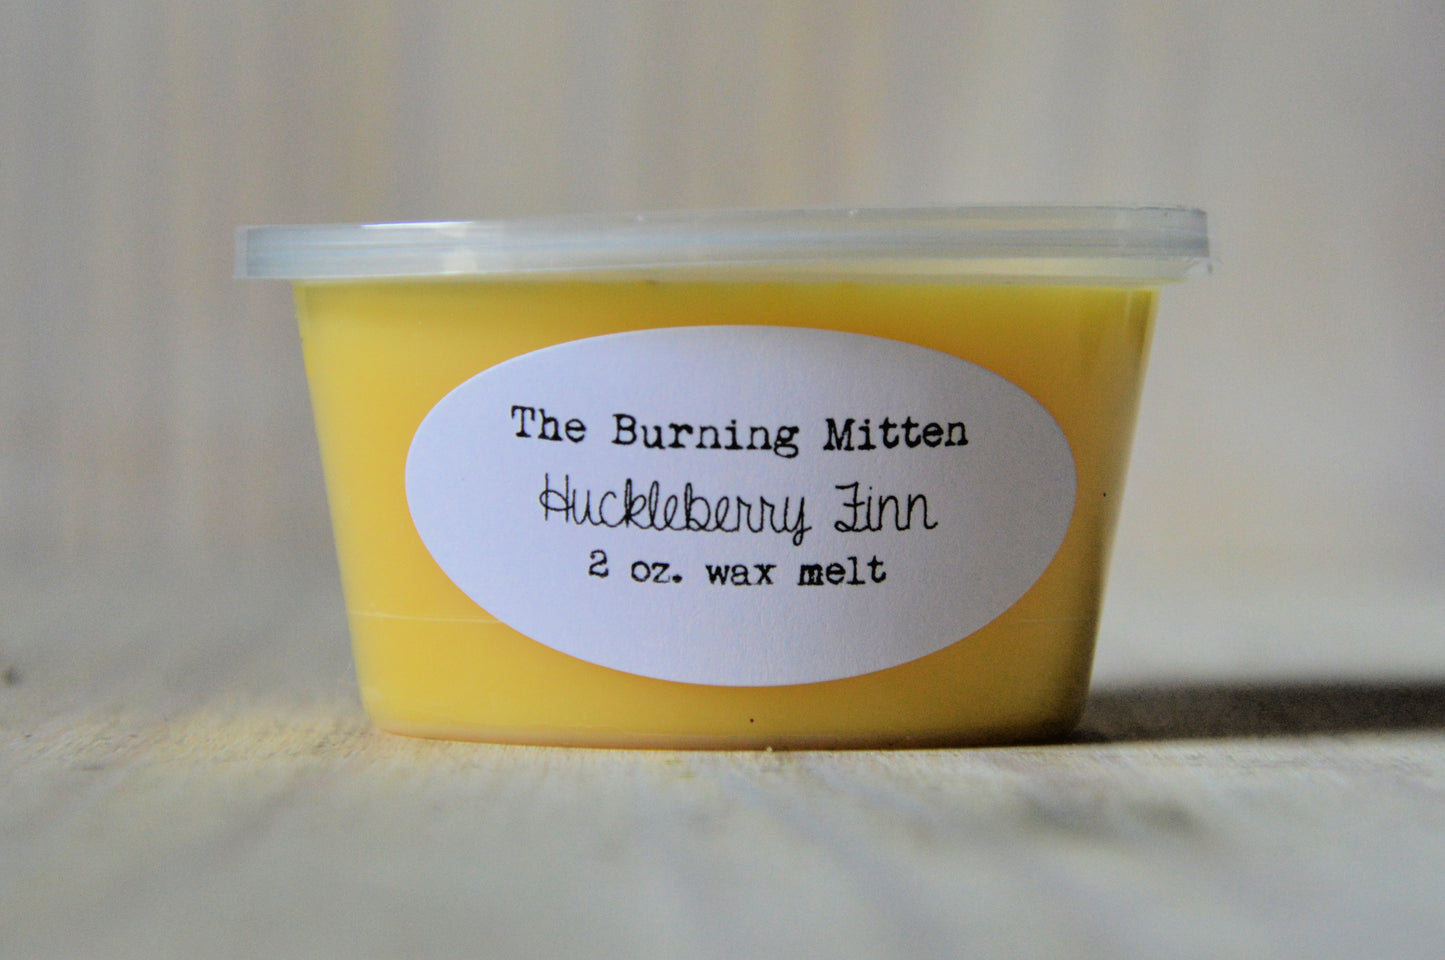 The Burning Mitten
Huckleberry Finn
2 oz. wax melt